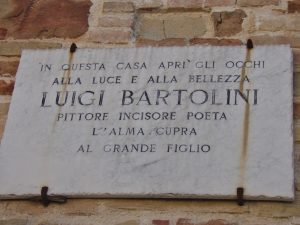 IN QUESTA CASA APRI' GLI OCCHI
ALLA LUCE E ALLA BELLEZZA
LUIGI BARTOLINI
PITTORE INCISORE POETA
L'ALMA CUPRA
AL GRANDE FIGLIO